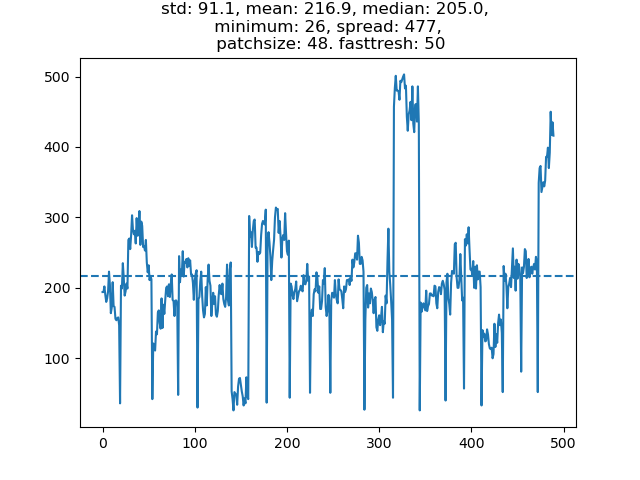 std: 91.1, mean: 216.9, median: 205.0,
minimum: 26, spread: 477,
patchsize: 48. fasttresh: 50
500
400
300
200
100
0 100 200 300 400 500